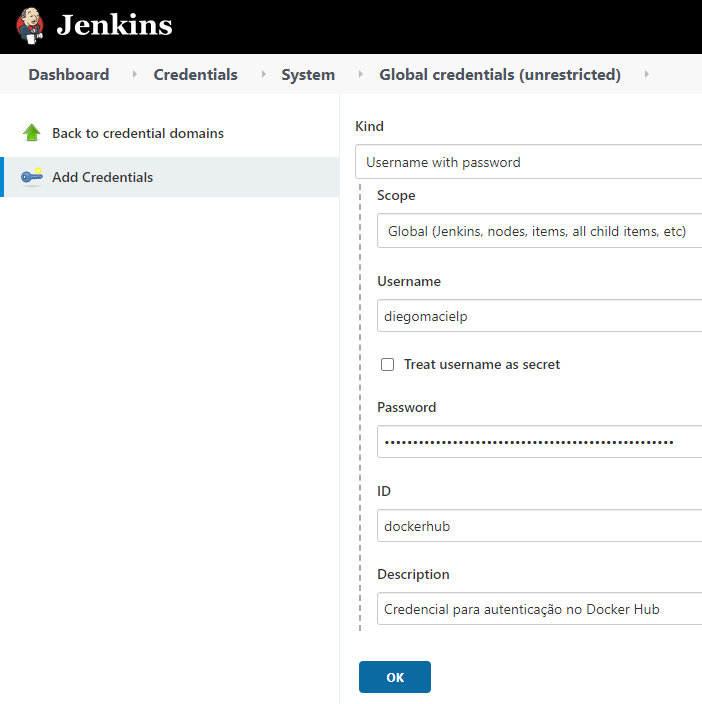 Jenkins
Dashboard Credentials System Global credentials (unrestricted)
Back to credential domains
Add Credentials
Kind
Username with password
Scope
Global (Jenkins, nodes, items, all child items, etc)
Username
diegomacielp
Treat username as secret
Password
••••••••••••••••••••••••••••••••••••••••••••••••••••
ID
dockerhub
Description
Credencial para autenticação no Docker Hub
OK